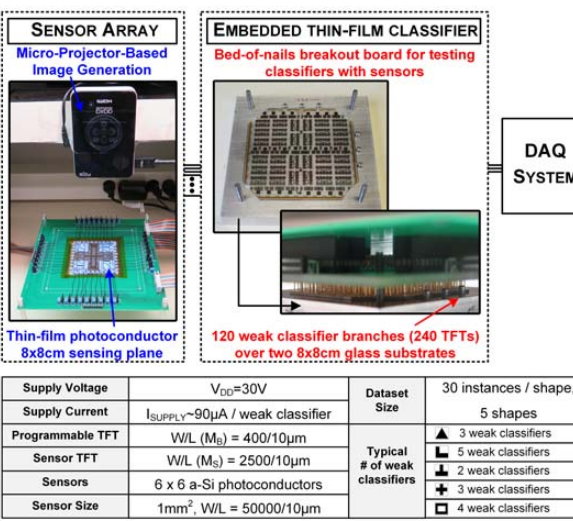 SENSOR ARRAY
Micro-Projector-Based
Image Generation
Thin-film photoconductor
8x8cm sensing plane
EMBEDDED THIN-FILM CLASSIFIER
Bed-of-nails breakout board for testing
classifiers with sensors
120 weak classifier branches (240 TFTs)
over two 8x8cm glass substrates
DAQ
SYSTEM
Supply Voltage V_DD=30V
Supply Current I_SUPPLY~90µA / weak classifier
Programmable TFT W/L (M_B) = 400/10µm
Sensor TFT W/L (M_S) = 2500/10µm
Sensors 6 x 6 a-Si photoconductors
Sensor Size 1mm², W/L = 50000/10µm
Dataset
Size
30 instances / shape,
5 shapes
Typical
# of weak
classifiers
3 weak classifiers
5 weak classifiers
2 weak classifiers
3 weak classifiers
4 weak classifiers